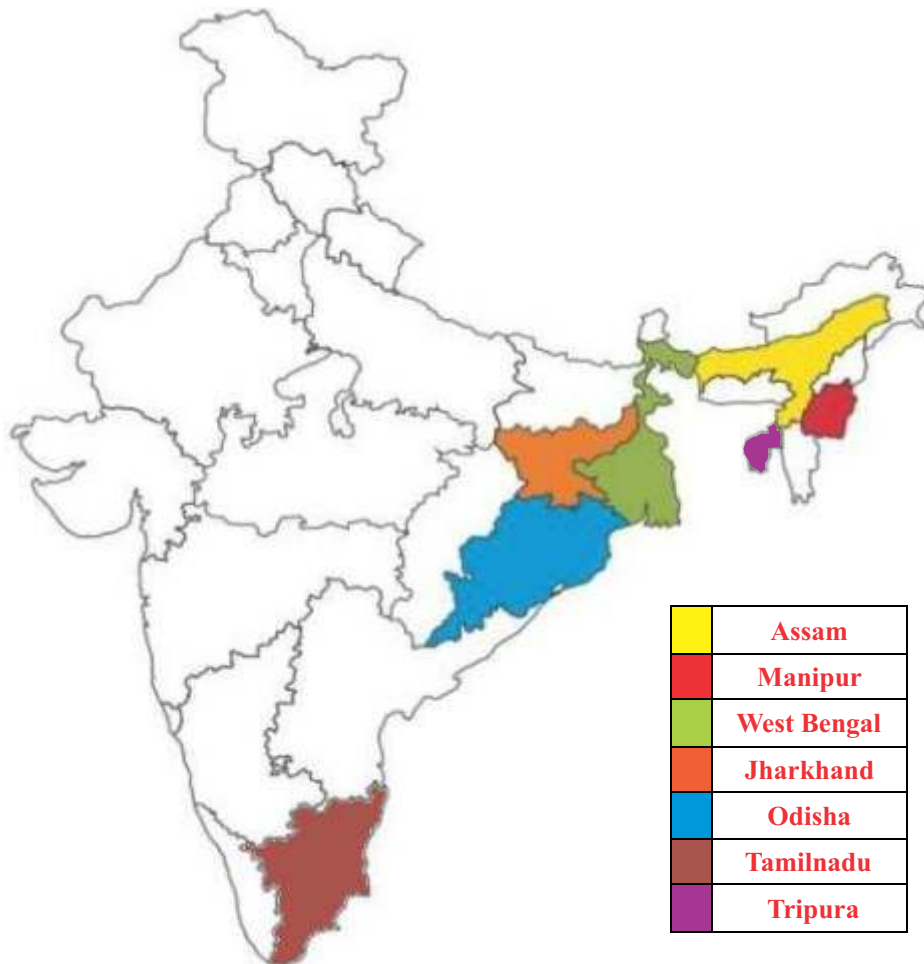 Assam
Manipur
West Bengal
Jharkhand
Odisha
Tamilnadu
Tripura